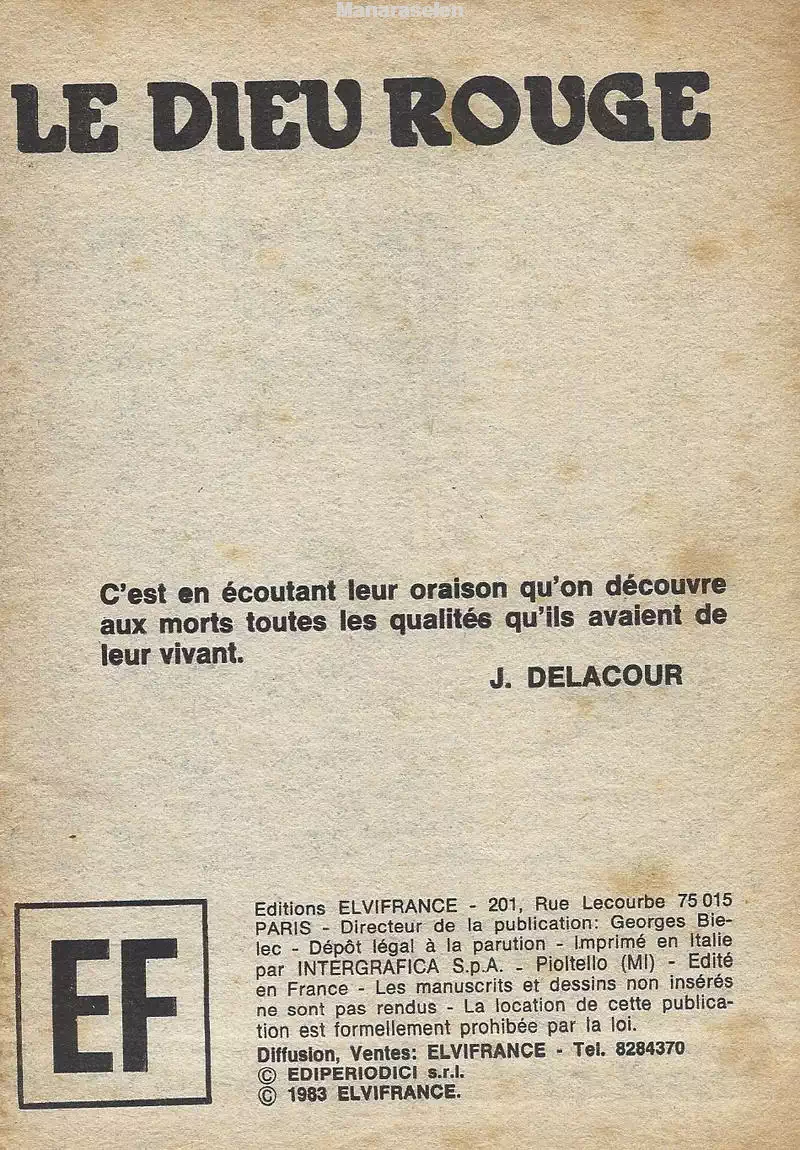 Manaraselen
LE DIEU ROUGE
C'est en écoutant leur oraison qu'on découvre
aux morts toutes les qualités qu'ils avaient de
leur vivant.
J. DELACOUR
EF
Editions ELVIFRANCE - 201, Rue Lecourbe 75 015
PARIS - Directeur de la publication: Georges Bie-
lec - Dépôt légal à la parution - Imprimé en Italie
par INTERGRAFICA S.p.A. - Pioltello (MI) - Edité
en France - Les manuscrits et dessins non insérés
ne sont pas rendus - La location de cette publica-
tion est formellement prohibée par la loi.
Diffusion, Ventes: ELVIFRANCE - Tel. 8284370
© EDIPERIODICI s.r.l.
© 1983 ELVIFRANCE.